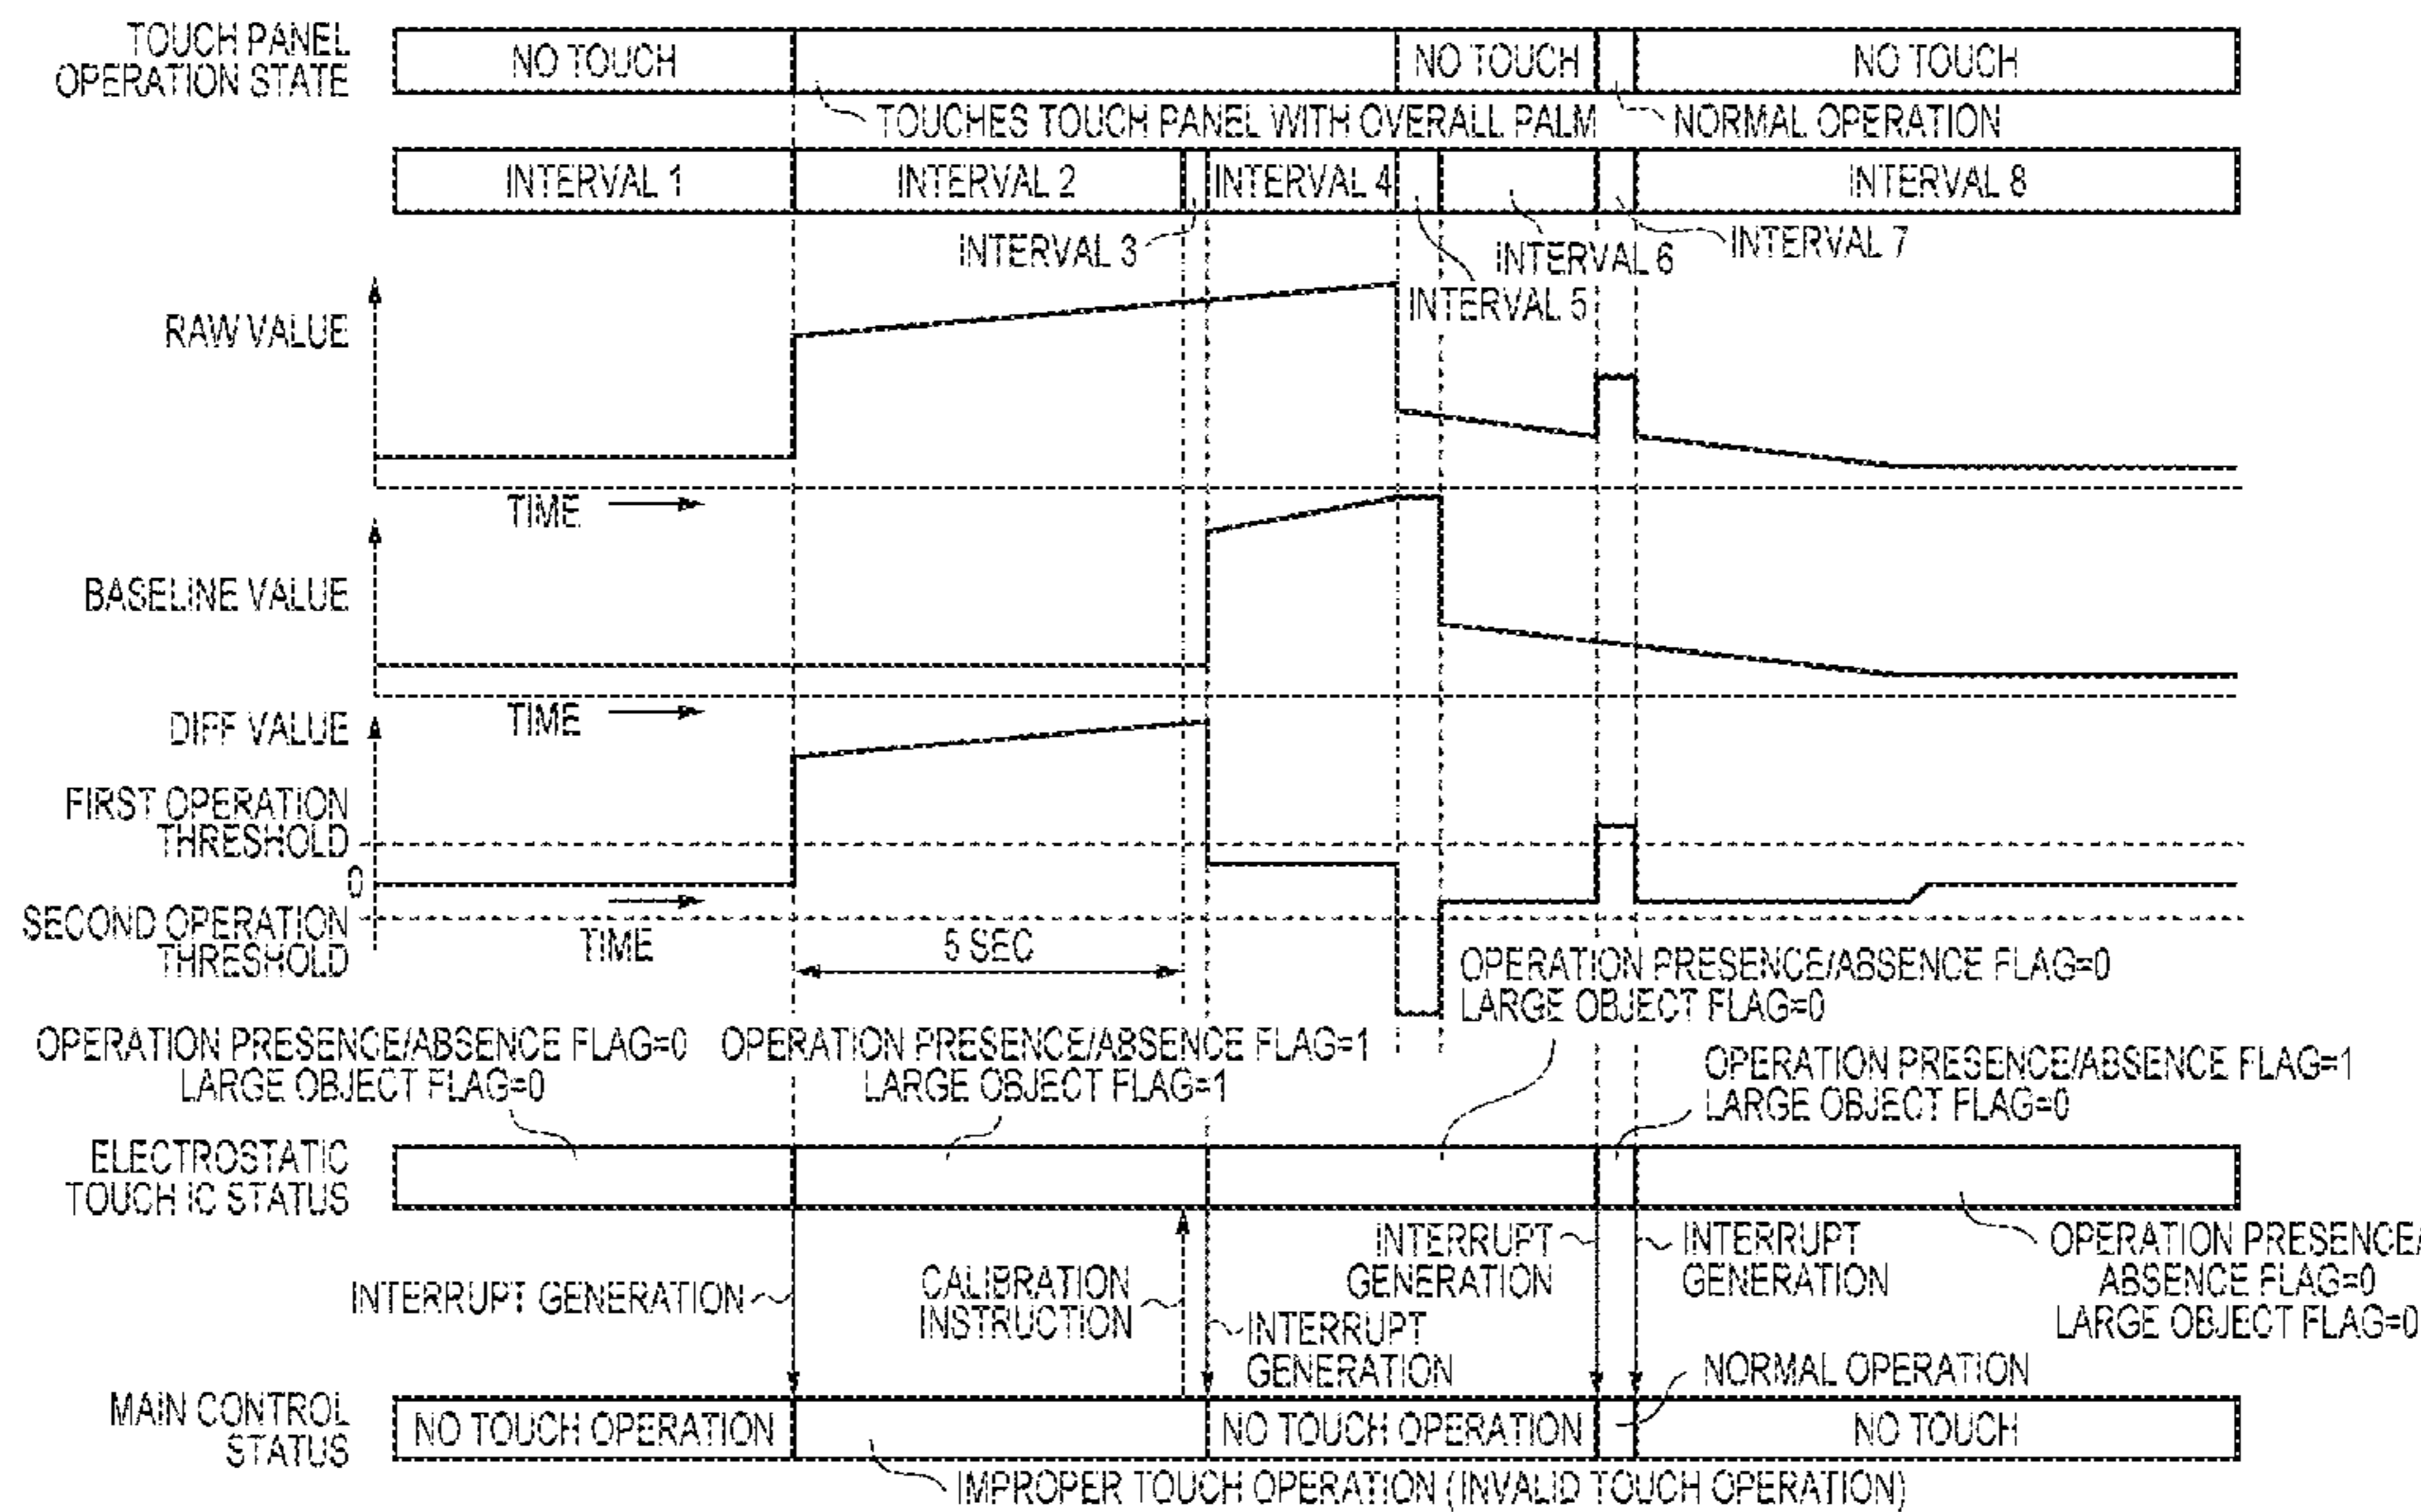 TOUCH PANEL
OPERATION STATE
NO TOUCH
NO TOUCH
NO TOUCH
TOUCHES TOUCH PANEL WITH OVERALL PALM
NORMAL OPERATION
INTERVAL 1
INTERVAL 2
INTERVAL 4
INTERVAL 8
INTERVAL 3
INTERVAL 6
INTERVAL 7
INTERVAL 5
RAW VALUE
TIME
BASELINE VALUE
TIME
DIFF VALUE
FIRST OPERATION
THRESHOLD
0
SECOND OPERATION
THRESHOLD
TIME
5 SEC
OPERATION PRESENCE/ABSENCE FLAG=0
LARGE OBJECT FLAG=0
OPERATION PRESENCE/ABSENCE FLAG=0
LARGE OBJECT FLAG=0
OPERATION PRESENCE/ABSENCE FLAG=1
LARGE OBJECT FLAG=1
OPERATION PRESENCE/ABSENCE FLAG=1
LARGE OBJECT FLAG=0
ELECTROSTATIC
TOUCH IC STATUS
INTERRUPT GENERATION
CALIBRATION
INSTRUCTION
INTERRUPT
GENERATION
INTERRUPT
GENERATION
INTERRUPT
GENERATION
OPERATION PRESENCE/
ABSENCE FLAG=0
LARGE OBJECT FLAG=0
NORMAL OPERATION
MAIN CONTROL
STATUS
NO TOUCH OPERATION
NO TOUCH OPERATION
NO TOUCH
IMPROPER TOUCH OPERATION (INVALID TOUCH OPERATION)